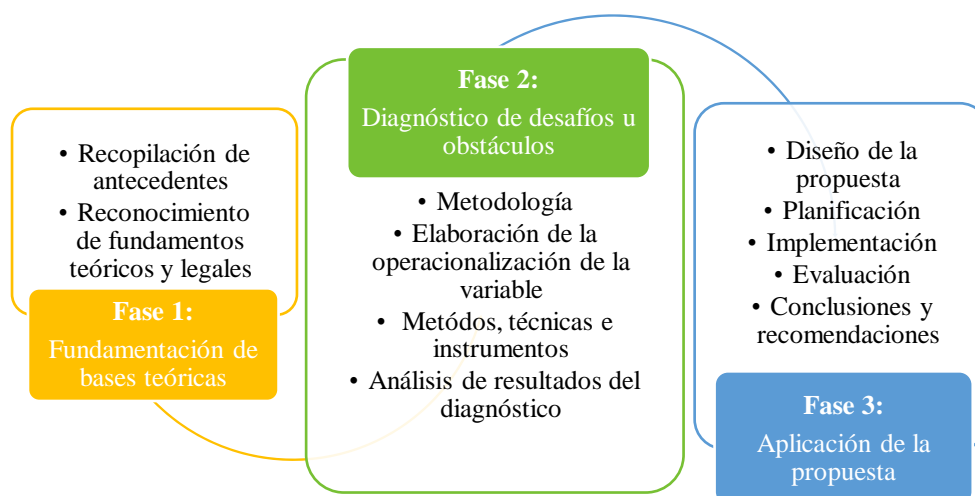 • Recopilación de
antecedentes
• Reconocimiento
de fundamentos
teóricos y legales
Fase 1:
Fundamentación de
bases teóricas
Fase 2:
Diagnóstico de desafíos u
obstáculos
• Metodología
• Elaboración de la
operacionalización de la
variable
• Metódos, técnicas e
instrumentos
• Análisis de resultados del
diagnóstico
• Diseño de la
propuesta
• Planificación
• Implementación
• Evaluación
• Conclusiones y
recomendaciones
Fase 3:
Aplicación de la
propuesta